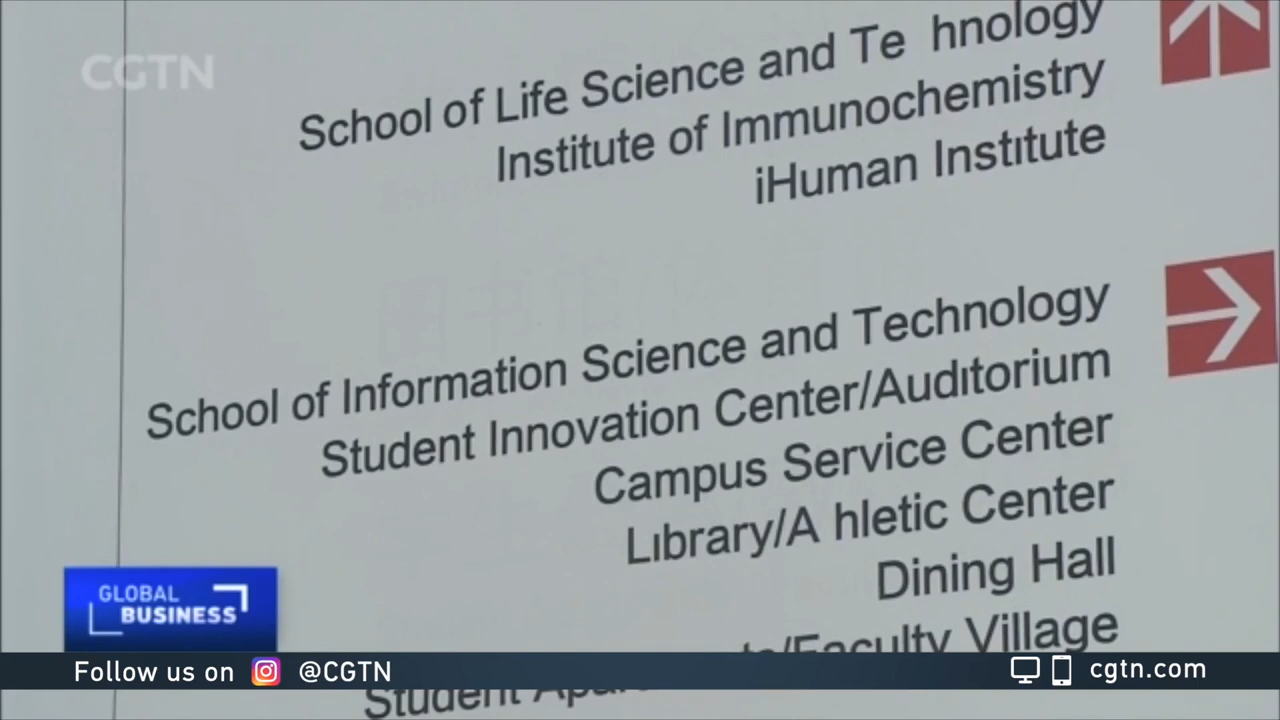 CGTN
School of Life Science and Te hnology
Institute of Immunochemistry
iHuman Institute
School of Information Science and Technology
Student Innovation Center/Auditorium
Campus Service Center
Library/A hletic Center
Dining Hall
Student /Faculty Village
GLOBAL
BUSINESS
Follow us on @CGTN
cgtn.com